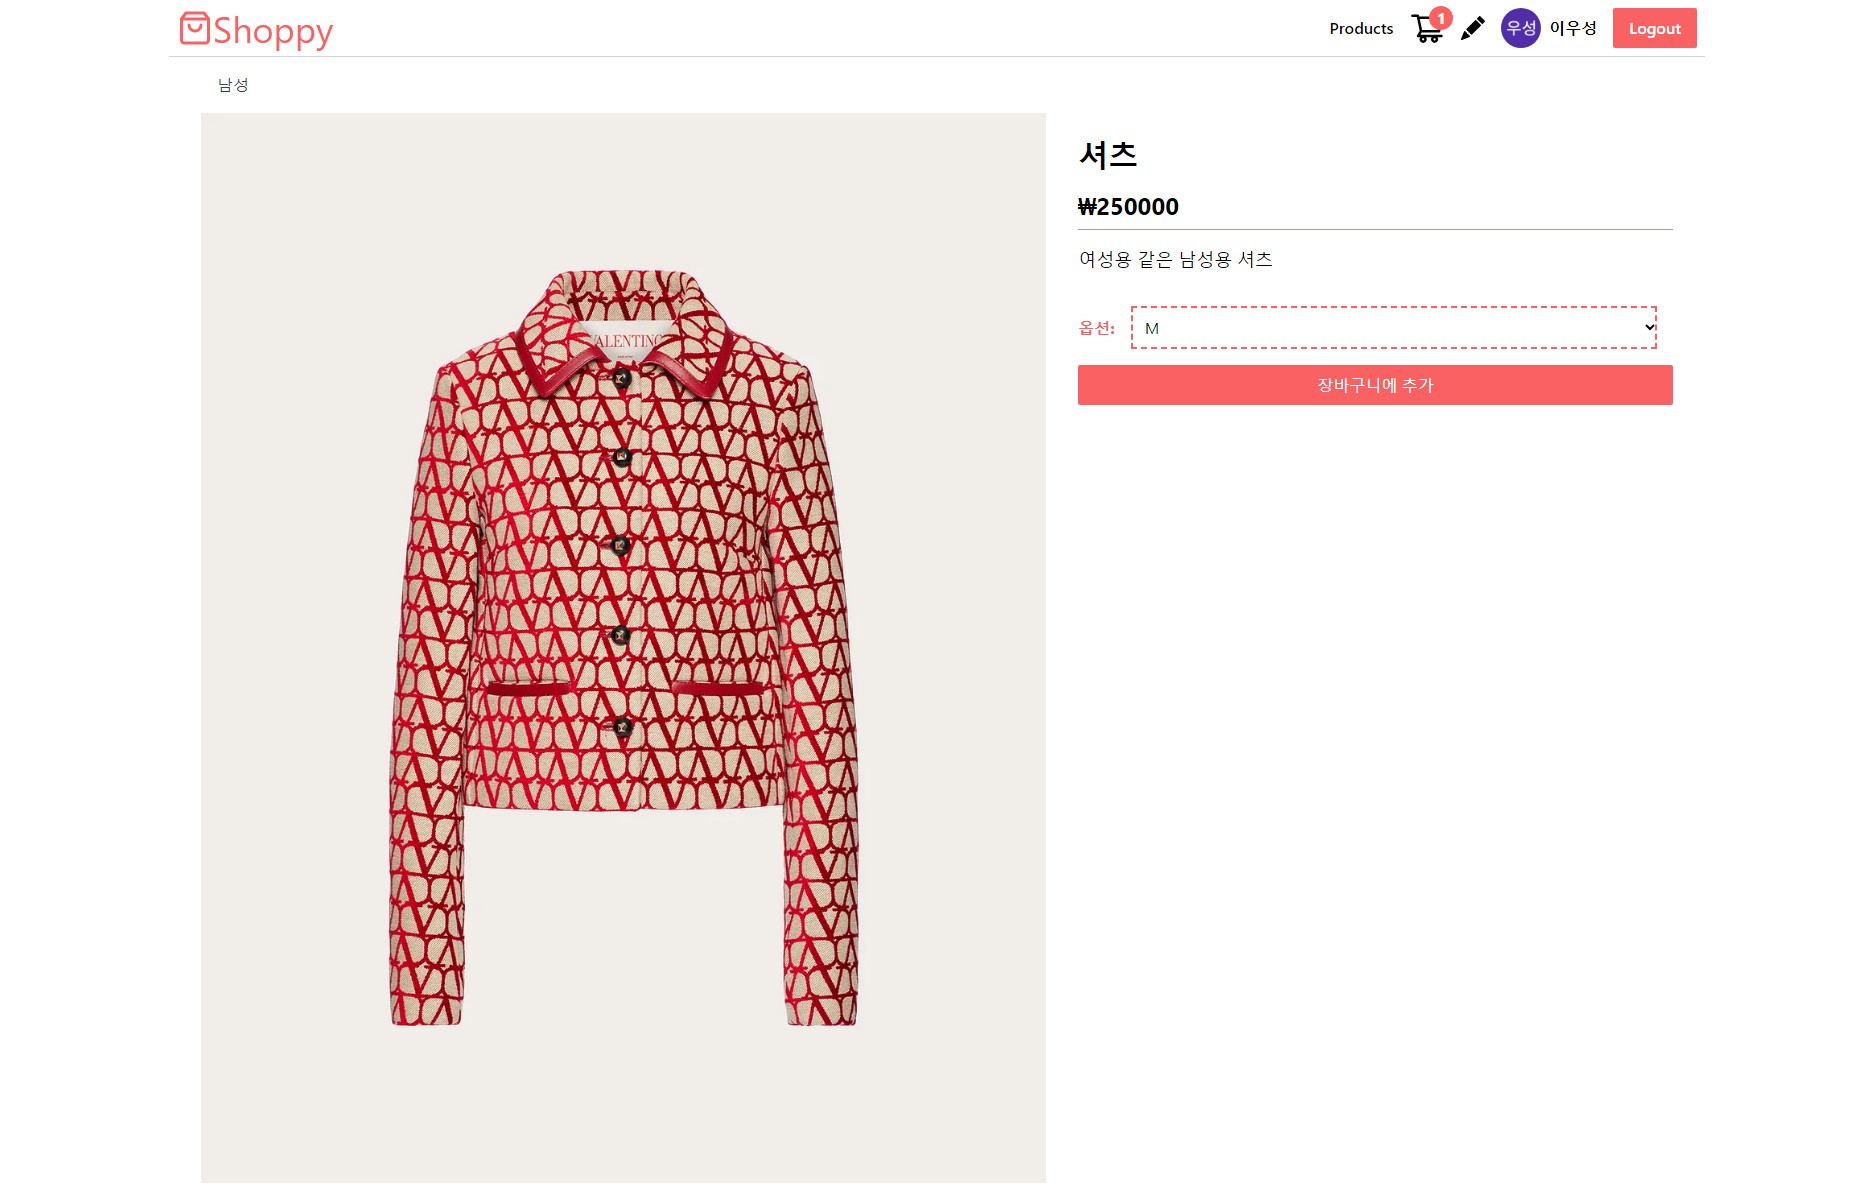 Shoppy
Products
1
우성
이우성
Logout
남성
셔츠
₩250000
여성용 같은 남성용 셔츠
옵션:
M
장바구니에 추가
ALENTINO